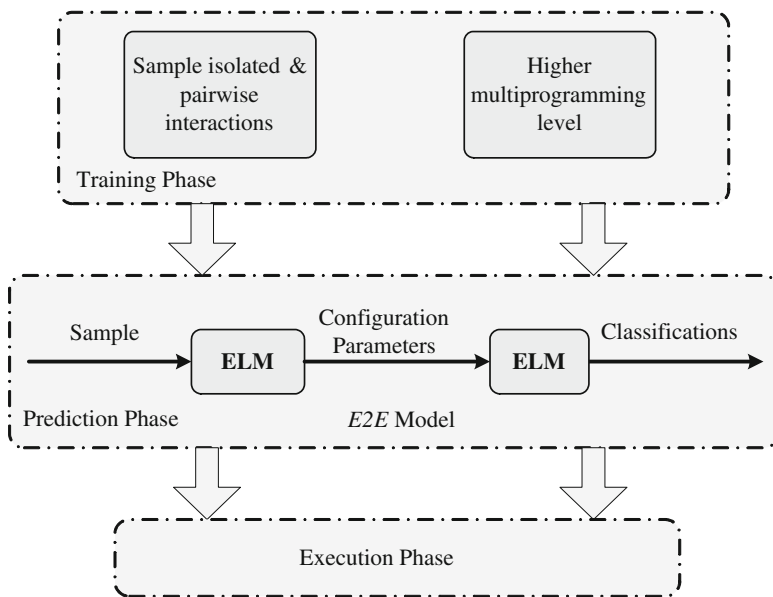 Sample isolated &
pairwise
interactions
Higher
multiprogramming
level
Training Phase
Sample
ELM
Configuration
Parameters
ELM
Classifications
Prediction Phase
E2E Model
Execution Phase